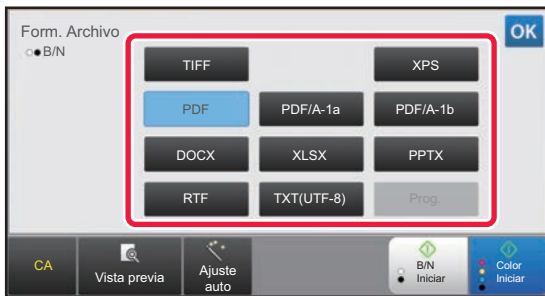 Form. Archivo
B/N
OK
TIFF
XPS
PDF
PDF/A-1a
PDF/A-1b
DOCX
XLSX
PPTX
RTF
TXT(UTF-8)
Prog.
CA
Vista previa
Ajuste
auto
B/N
Iniciar
Color
Iniciar